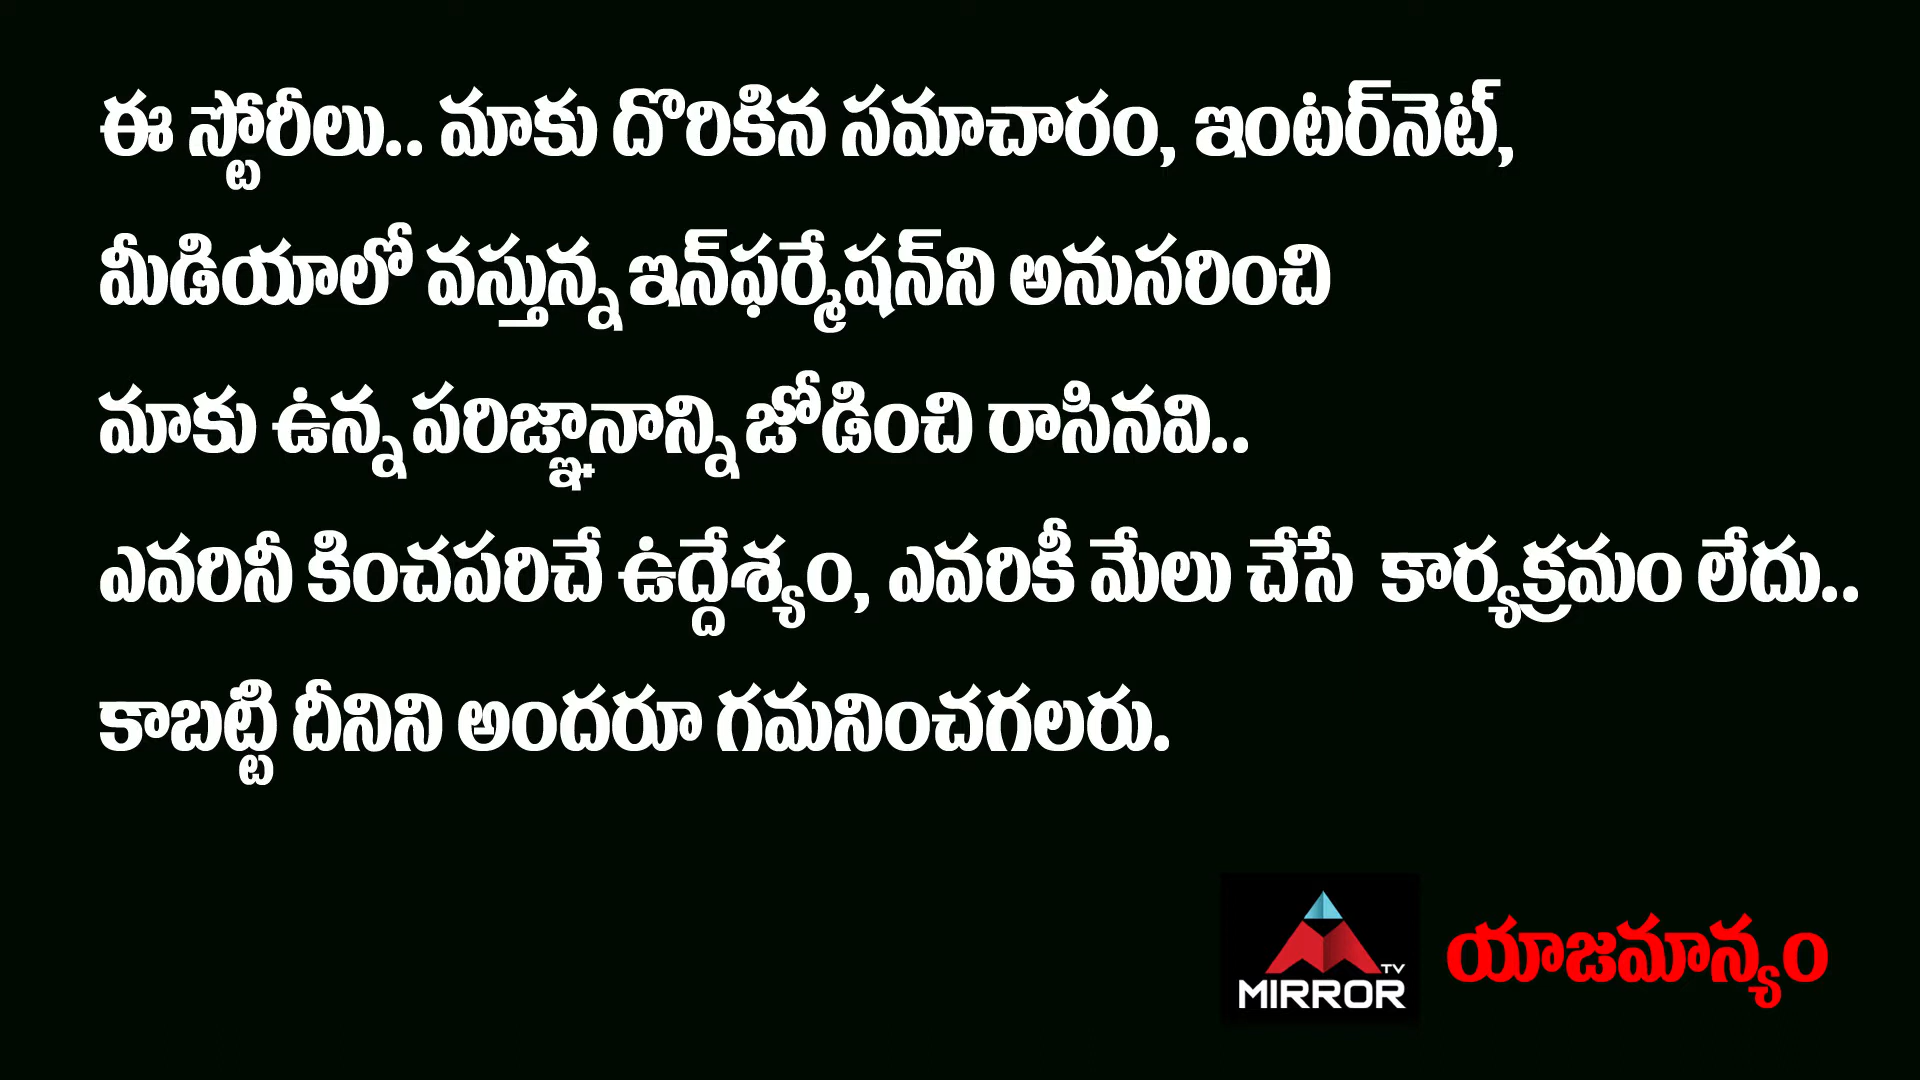 ఈ స్టోరీలు.. మాకు దొరికిన సమాచారం, ఇంటర్‌నెట్,
మీడియాలో వస్తున్న ఇన్‌ఫర్మేషన్‌ని అనుసరించి
మాకు ఉన్న పరిజ్ఞానాన్ని జోడించి రాసినవి..
ఎవరినీ కించపరిచే ఉద్దేశ్యం, ఎవరికీ మేలు చేసే కార్యక్రమం లేదు..
కాబట్టి దీనిని అందరూ గమనించగలరు.
TV
MIRROR
యాజమాన్యం